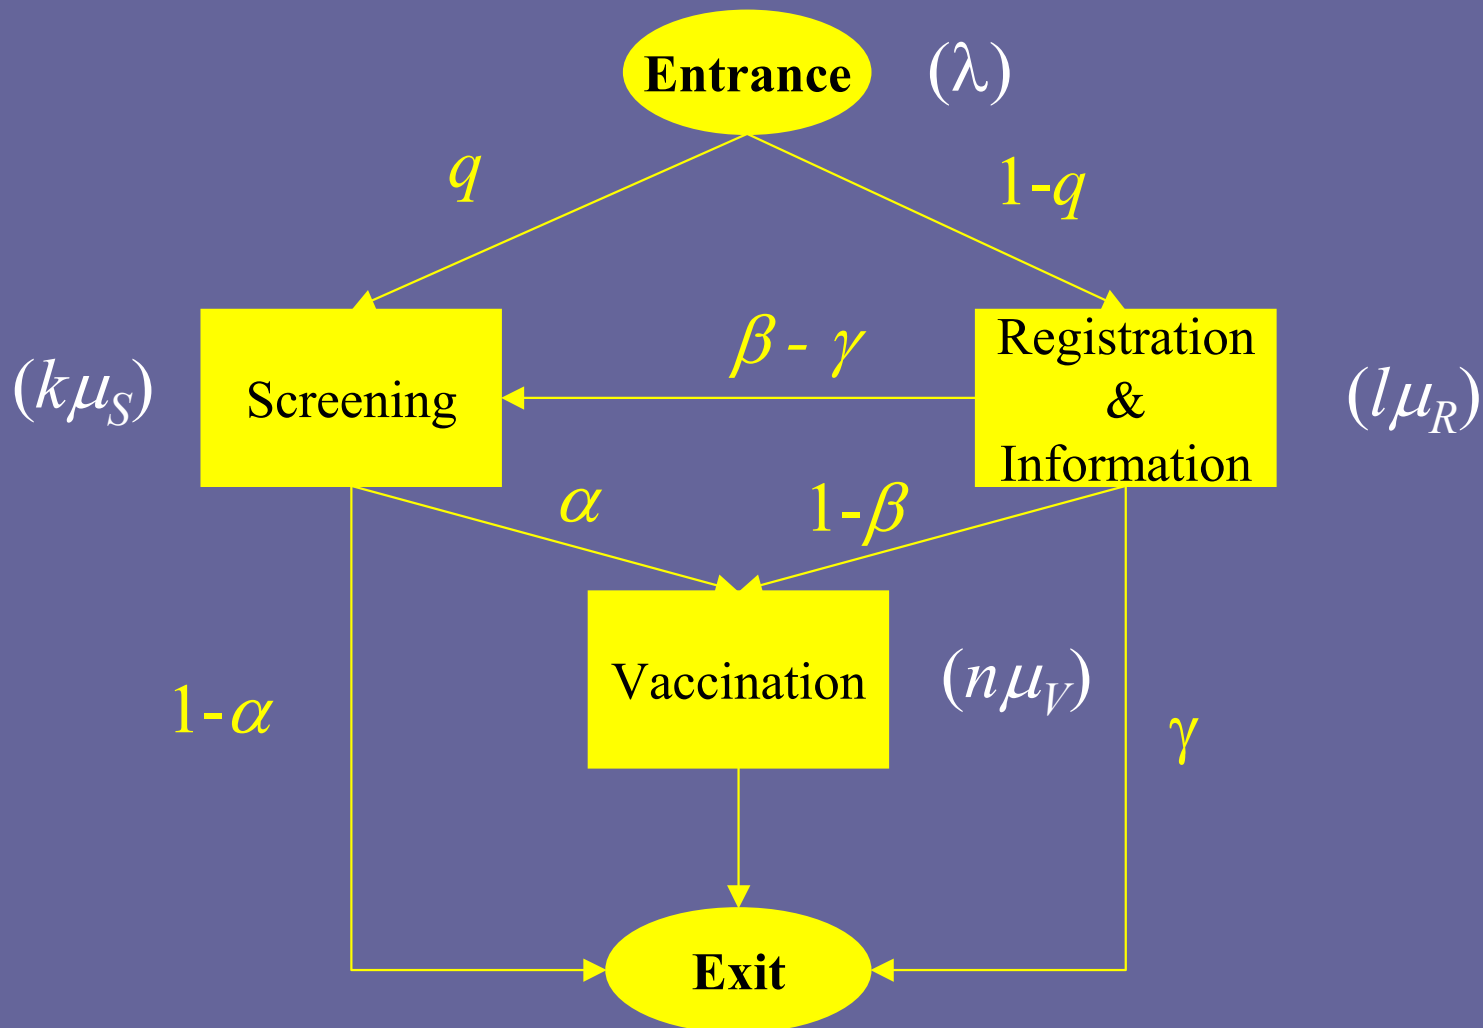 Entrance
(λ)
q
1-q
Screening
(kμS)
β - γ
Registration
&
Information
(lμR)
α
1-β
Vaccination
(nμV)
1-α
γ
Exit